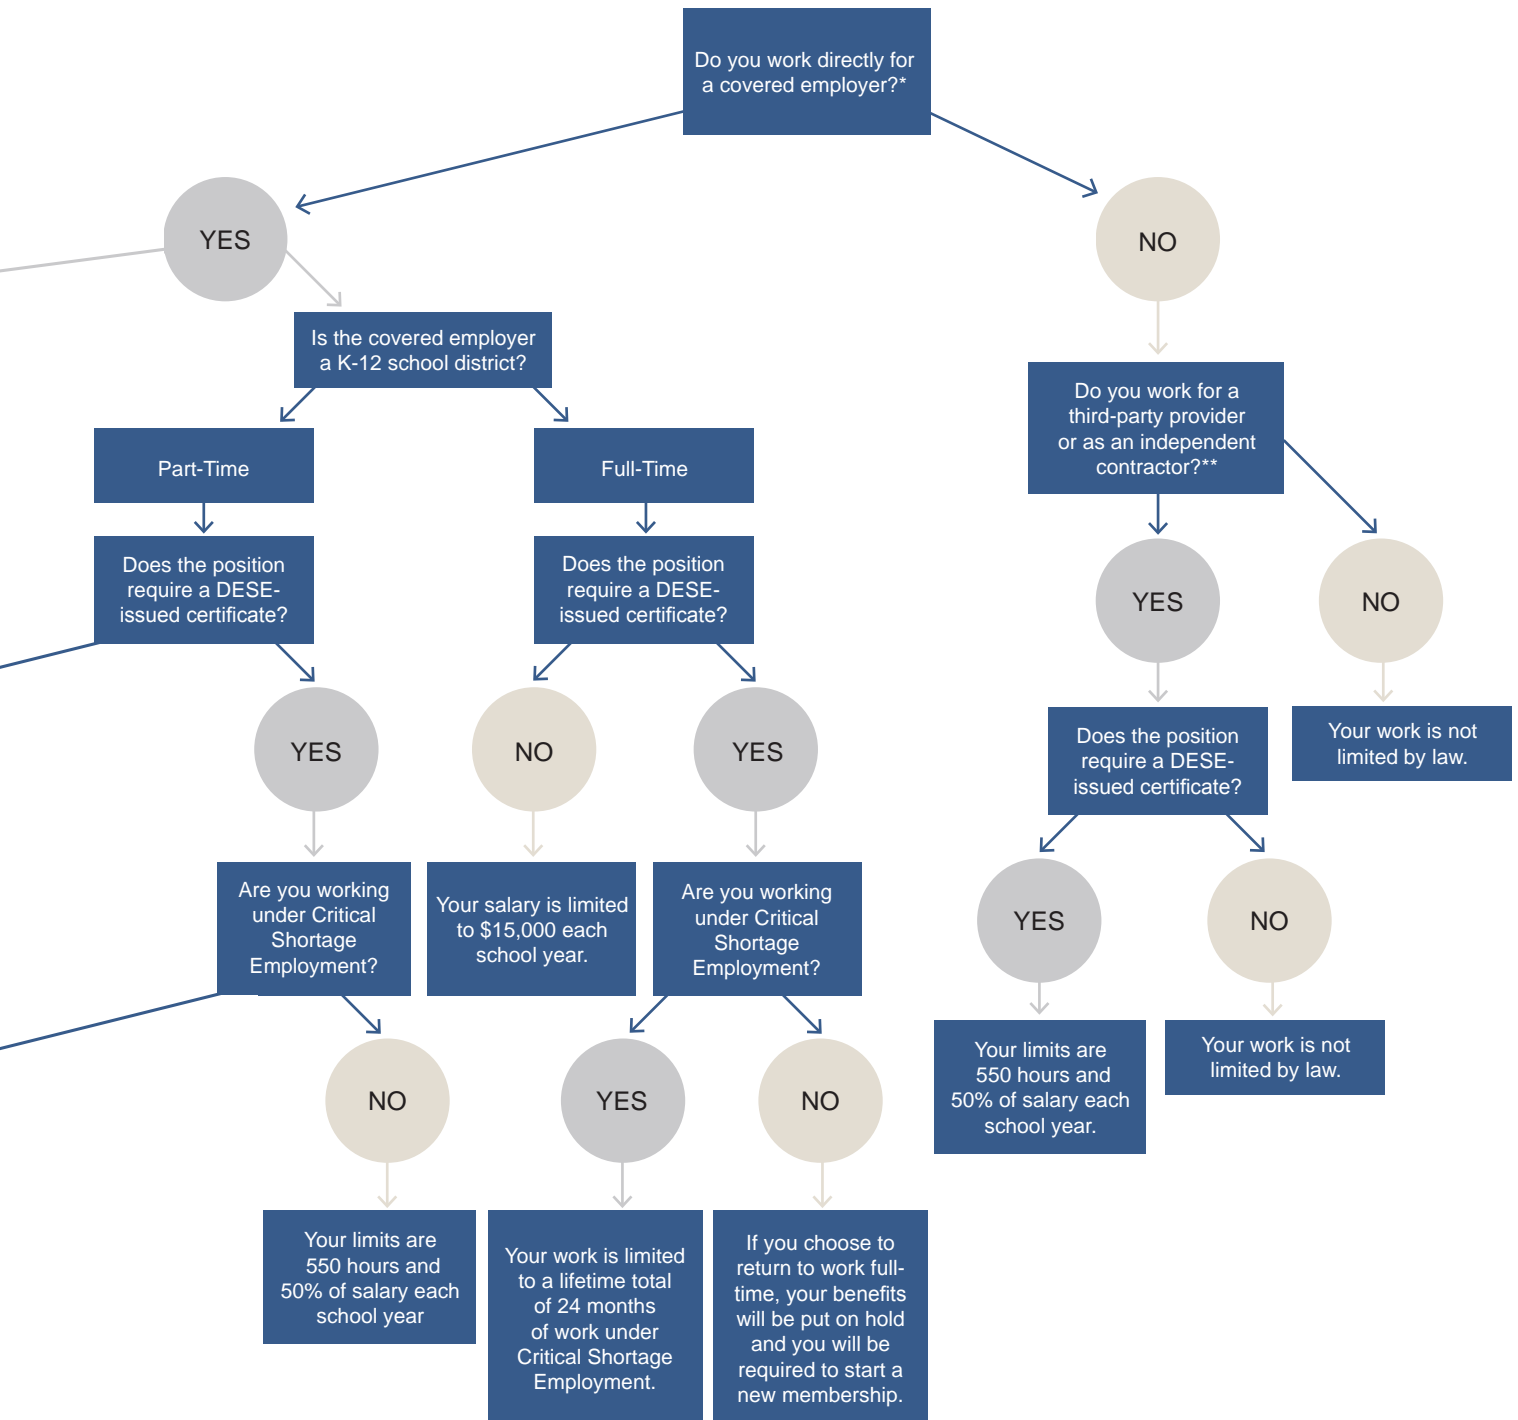 Do you work directly for
a covered employer?*
YES
NO
Is the covered employer
a K-12 school district?
Do you work for a
third-party provider
or as an independent
contractor?**
Part-Time
Full-Time
Does the position
require a DESE-
issued certificate?
Does the position
require a DESE-
issued certificate?
YES
NO
YES
NO
YES
Does the position
require a DESE-
issued certificate?
Your work is not
limited by law.
Are you working
under Critical
Shortage
Employment?
Your salary is limited
to $15,000 each
school year.
Are you working
under Critical
Shortage
Employment?
YES
NO
NO
YES
NO
Your limits are
550 hours and
50% of salary each
school year.
Your work is not
limited by law.
Your limits are
550 hours and
50% of salary each
school year
Your work is limited
to a lifetime total
of 24 months
of work under
Critical Shortage
Employment.
If you choose to
return to work full-
time, your benefits
will be put on hold
and you will be
required to start a
new membership.